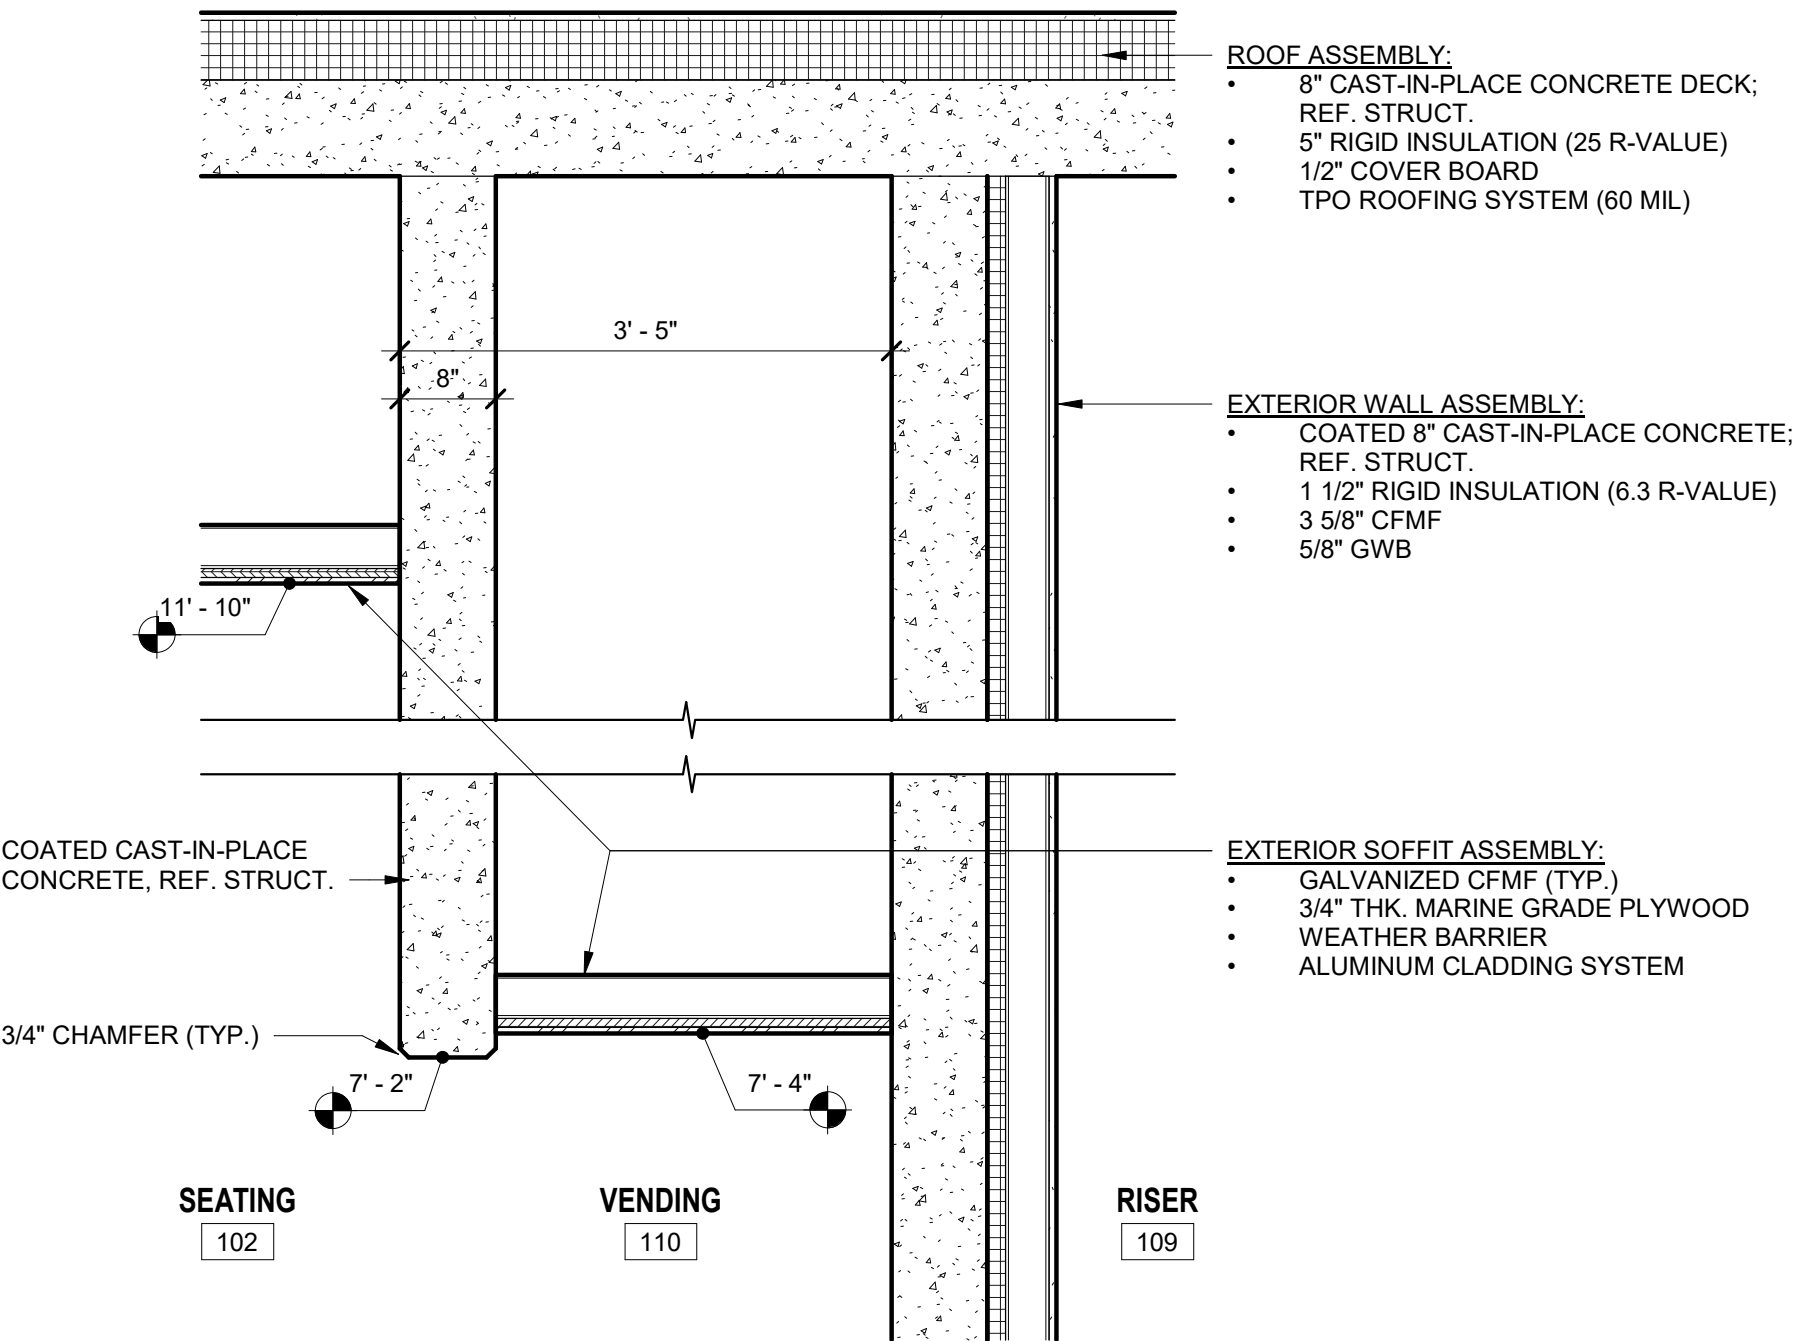 ROOF ASSEMBLY:
• 8" CAST-IN-PLACE CONCRETE DECK;
REF. STRUCT.
• 5" RIGID INSULATION (25 R-VALUE)
• 1/2" COVER BOARD
• TPO ROOFING SYSTEM (60 MIL)
3' - 5"
8"
EXTERIOR WALL ASSEMBLY:
• COATED 8" CAST-IN-PLACE CONCRETE;
REF. STRUCT.
• 1 1/2" RIGID INSULATION (6.3 R-VALUE)
• 3 5/8" CFMF
• 5/8" GWB
11' - 10"
COATED CAST-IN-PLACE
CONCRETE, REF. STRUCT.
EXTERIOR SOFFIT ASSEMBLY:
• GALVANIZED CFMF (TYP.)
• 3/4" THK. MARINE GRADE PLYWOOD
• WEATHER BARRIER
• ALUMINUM CLADDING SYSTEM
3/4" CHAMFER (TYP.)
7' - 2"
7' - 4"
SEATING
102
VENDING
110
RISER
109